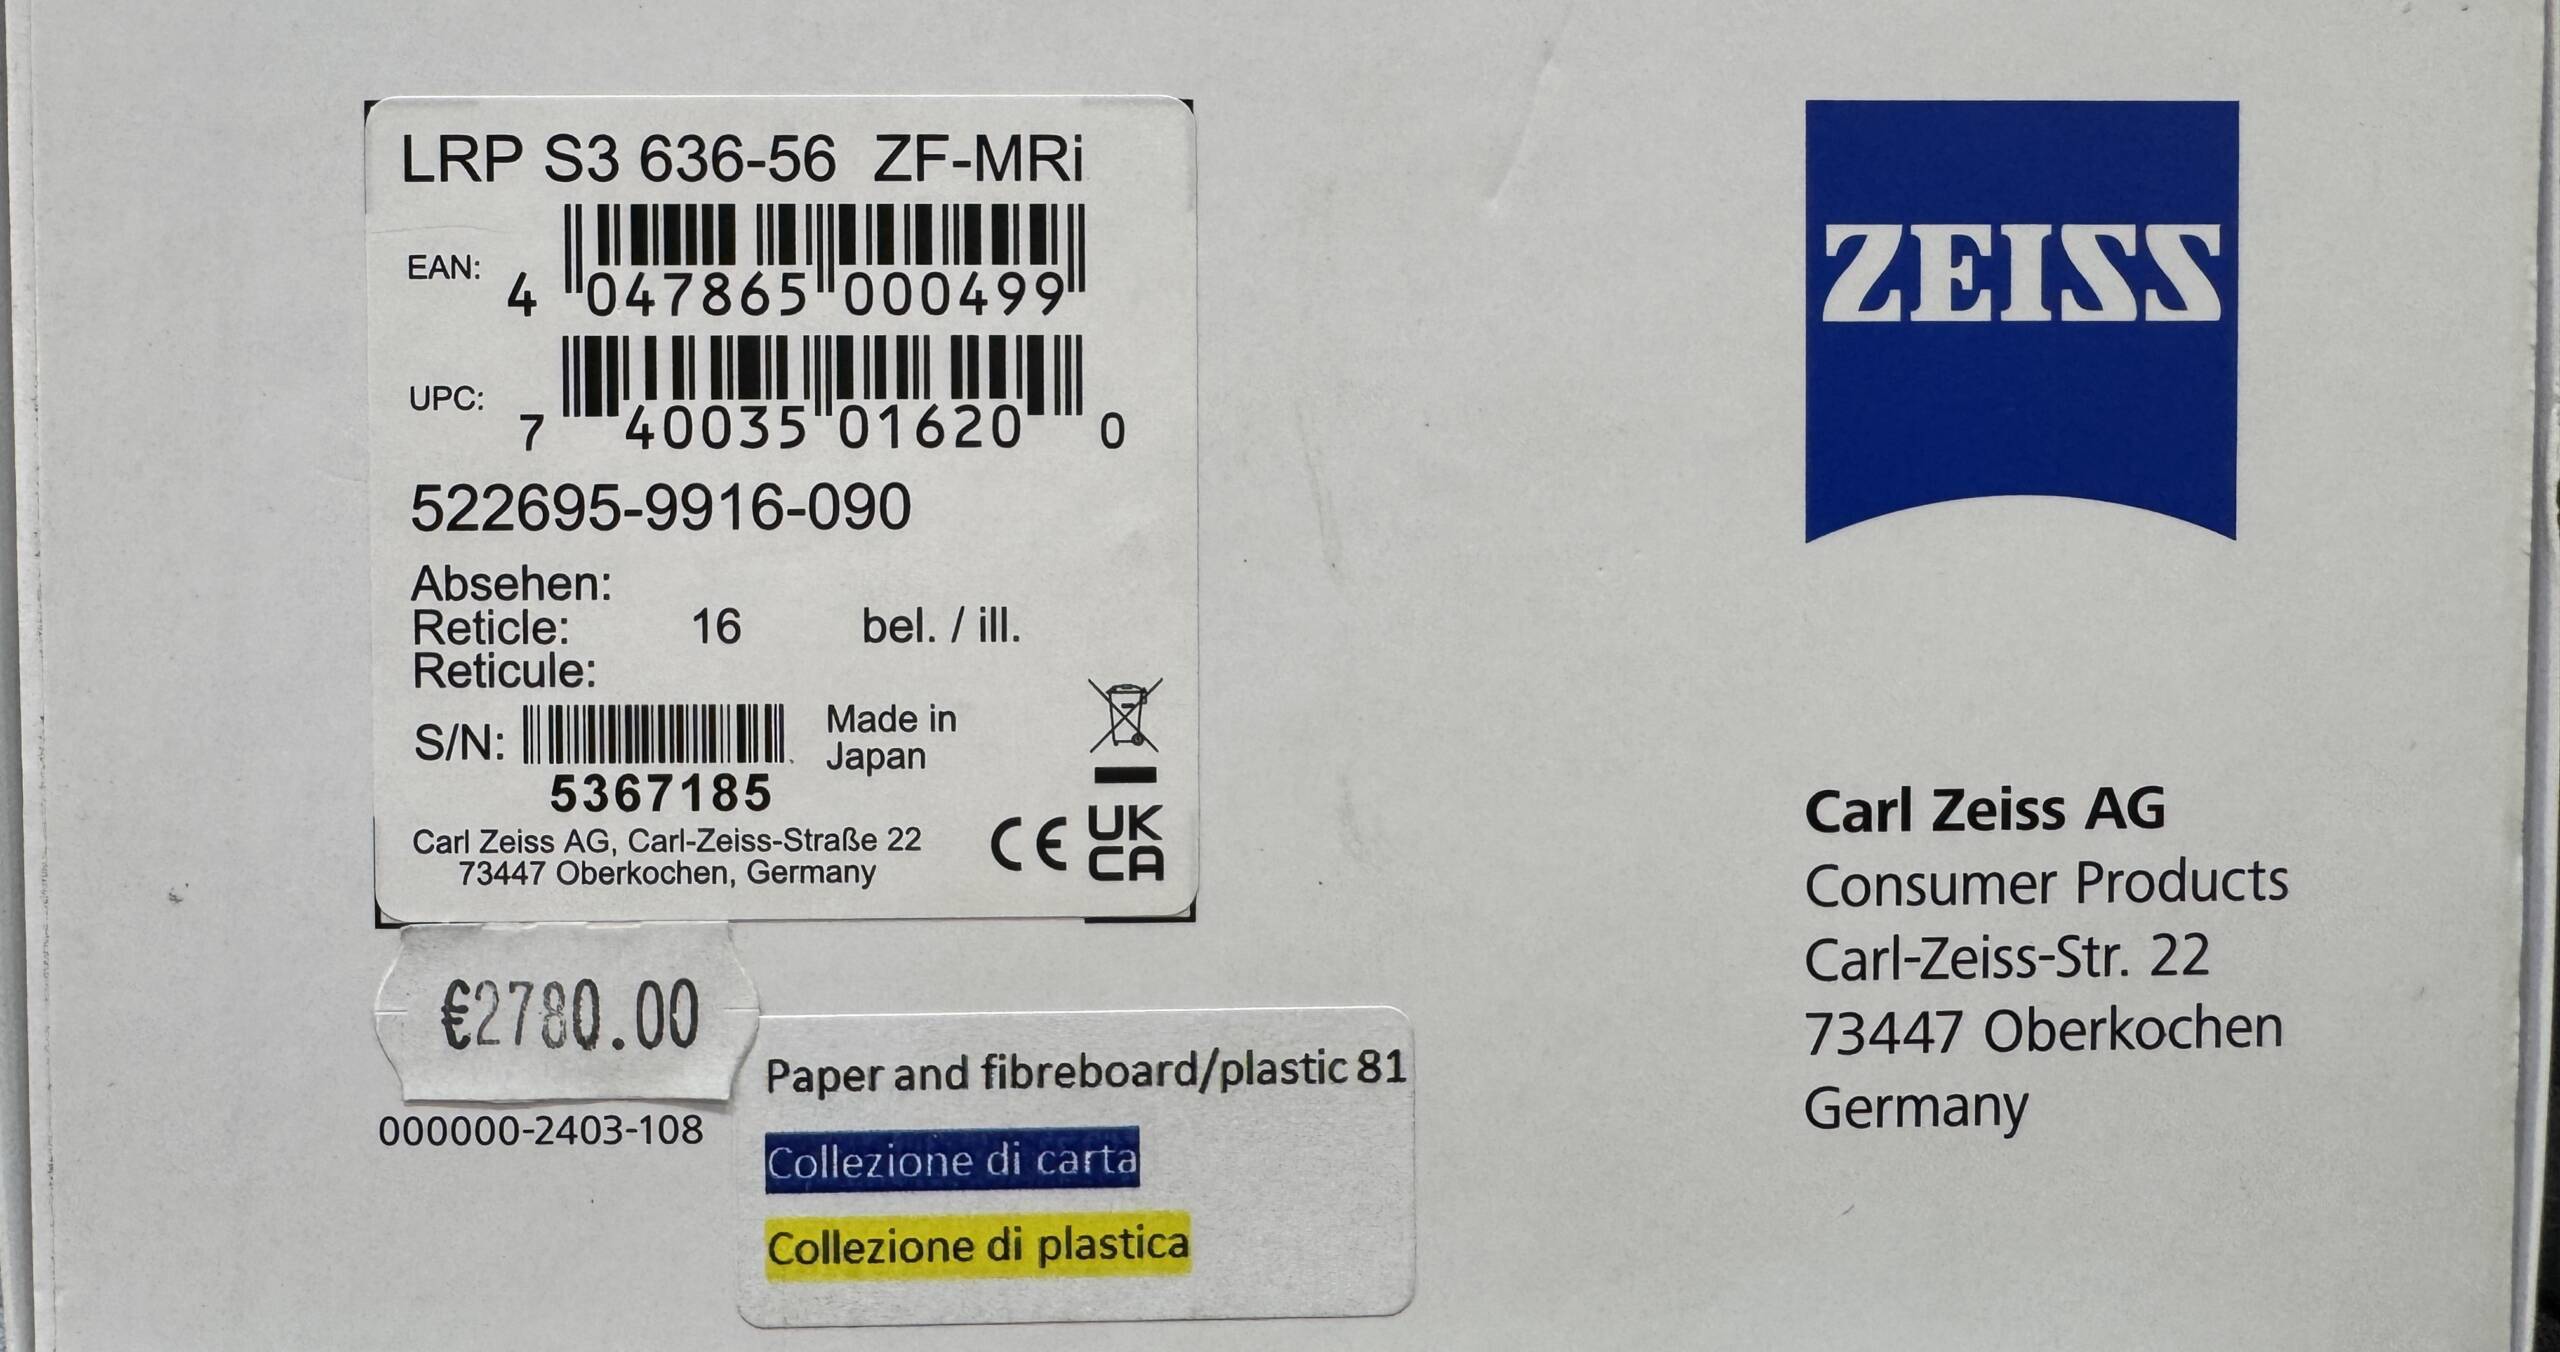 LRP S3 636-56 ZF-MRi
EAN: 4 047865 000499
UPC: 7 40035 01620 0
522695-9916-090
Absehen:
Reticle: 16 bel. / ill.
Reticule:
S/N: Made in
Japan
5367185
Carl Zeiss AG, Carl-Zeiss-Straße 22
73447 Oberkochen, Germany
CE
UK
CA
€2780.00
000000-2403-108
Paper and fibreboard/plastic 81
Collezione di carta
Collezione di plastica
ZEISS
Carl Zeiss AG
Consumer Products
Carl-Zeiss-Str. 22
73447 Oberkochen
Germany